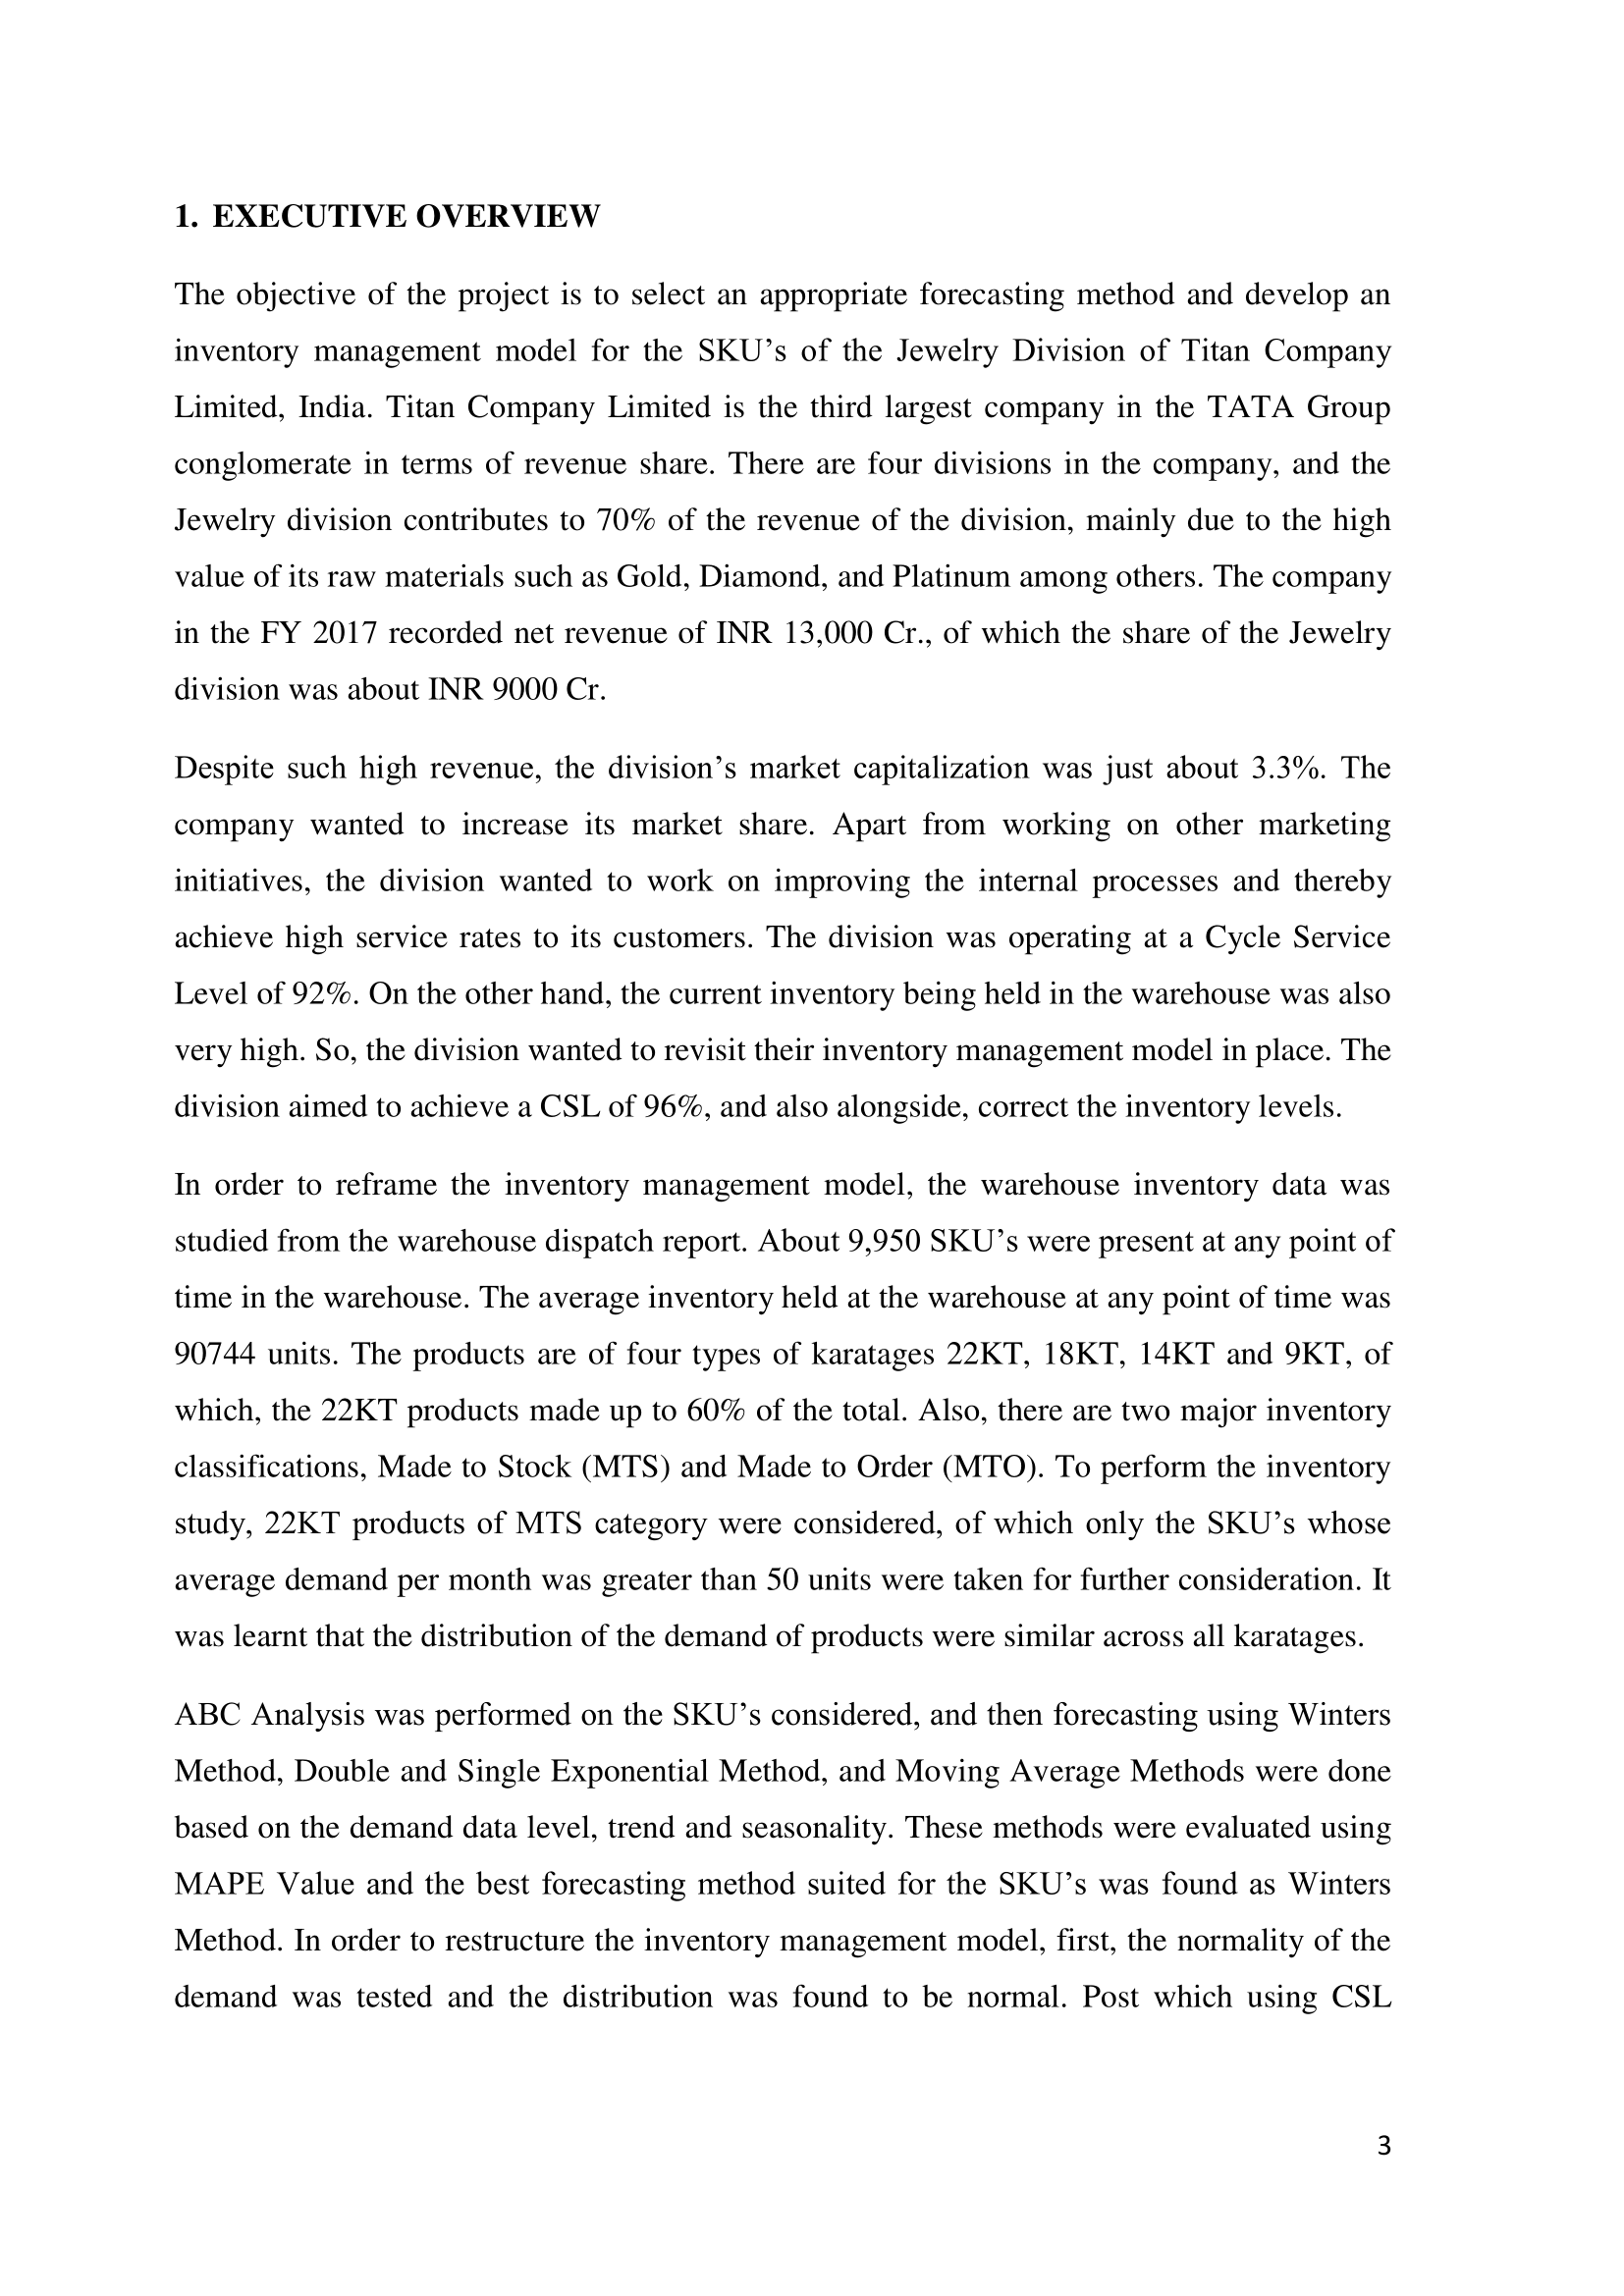 1. EXECUTIVE OVERVIEW
The objective of the project is to select an appropriate forecasting method and develop an
inventory management model for the SKU’s of the Jewelry Division of Titan Company
Limited, India. Titan Company Limited is the third largest company in the TATA Group
conglomerate in terms of revenue share. There are four divisions in the company, and the
Jewelry division contributes to 70% of the revenue of the division, mainly due to the high
value of its raw materials such as Gold, Diamond, and Platinum among others. The company
in the FY 2017 recorded net revenue of INR 13,000 Cr., of which the share of the Jewelry
division was about INR 9000 Cr.
Despite such high revenue, the division’s market capitalization was just about 3.3%. The
company wanted to increase its market share. Apart from working on other marketing
initiatives, the division wanted to work on improving the internal processes and thereby
achieve high service rates to its customers. The division was operating at a Cycle Service
Level of 92%. On the other hand, the current inventory being held in the warehouse was also
very high. So, the division wanted to revisit their inventory management model in place. The
division aimed to achieve a CSL of 96%, and also alongside, correct the inventory levels.
In order to reframe the inventory management model, the warehouse inventory data was
studied from the warehouse dispatch report. About 9,950 SKU’s were present at any point of
time in the warehouse. The average inventory held at the warehouse at any point of time was
90744 units. The products are of four types of karatages 22KT, 18KT, 14KT and 9KT, of
which, the 22KT products made up to 60% of the total. Also, there are two major inventory
classifications, Made to Stock (MTS) and Made to Order (MTO). To perform the inventory
study, 22KT products of MTS category were considered, of which only the SKU’s whose
average demand per month was greater than 50 units were taken for further consideration. It
was learnt that the distribution of the demand of products were similar across all karatages.
ABC Analysis was performed on the SKU’s considered, and then forecasting using Winters
Method, Double and Single Exponential Method, and Moving Average Methods were done
based on the demand data level, trend and seasonality. These methods were evaluated using
MAPE Value and the best forecasting method suited for the SKU’s was found as Winters
Method. In order to restructure the inventory management model, first, the normality of the
demand was tested and the distribution was found to be normal. Post which using CSL
3